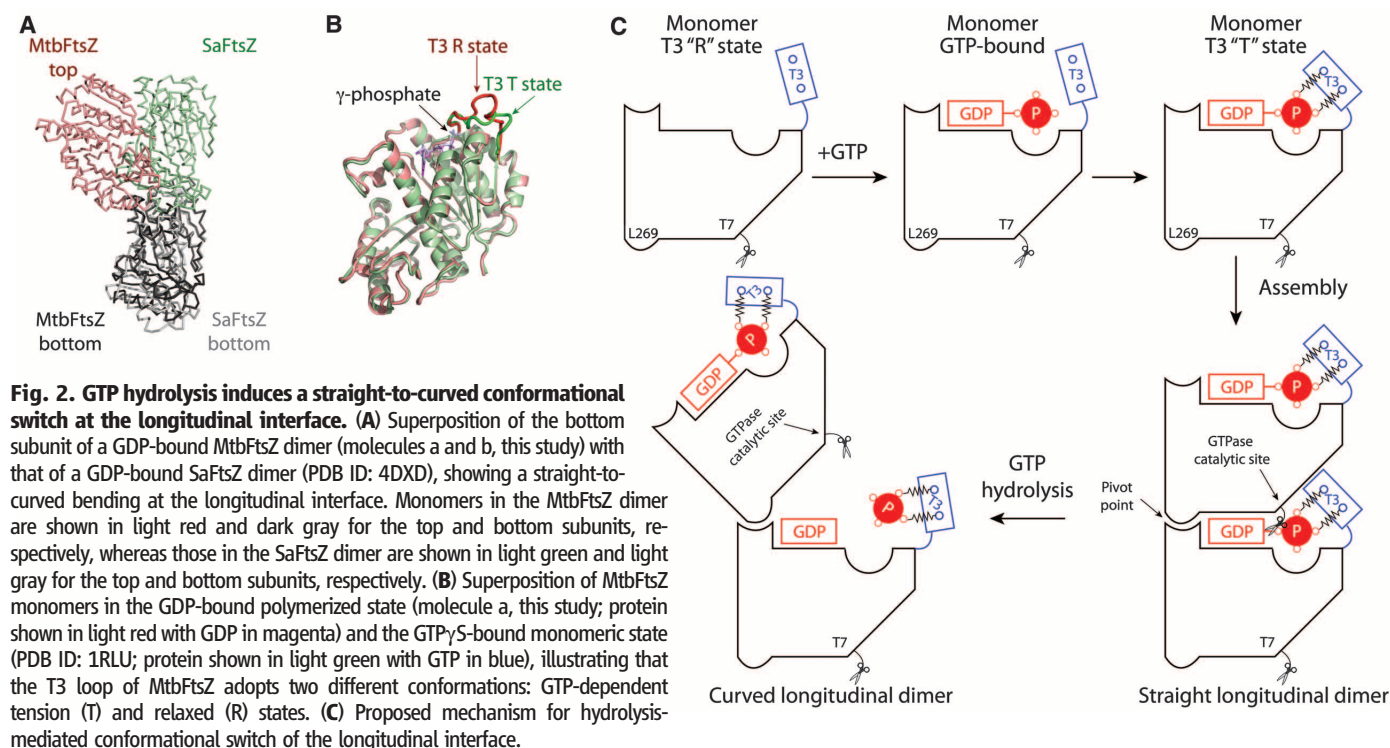 A
MtbFtsZ
top
SaFtsZ
MtbFtsZ
bottom
SaFtsZ
bottom
B
T3 R state
T3 T state
γ-phosphate
C
Monomer
T3 “R” state
T3
L269
T7
+GTP
Monomer
GTP-bound
GDP
P
T3
L269
T7
Monomer
T3 “T” state
GDP
P
T3
L269
T7
Assembly
GDP
P
T3
GTPase
catalytic site
Pivot
point
GDP
P
T3
L269
T7
Straight longitudinal dimer
GTP
hydrolysis
T3
P
GDP
GTPase
catalytic site
GDP
P
T3
T7
Curved longitudinal dimer
Fig. 2. GTP hydrolysis induces a straight-to-curved conformational
switch at the longitudinal interface. (A) Superposition of the bottom
subunit of a GDP-bound MtbFtsZ dimer (molecules a and b, this study) with
that of a GDP-bound SaFtsZ dimer (PDB ID: 4DXD), showing a straight-to-
curved bending at the longitudinal interface. Monomers in the MtbFtsZ dimer
are shown in light red and dark gray for the top and bottom subunits, re-
spectively, whereas those in the SaFtsZ dimer are shown in light green and light
gray for the top and bottom subunits, respectively. (B) Superposition of MtbFtsZ
monomers in the GDP-bound polymerized state (molecule a, this study; protein
shown in light red with GDP in magenta) and the GTPγS-bound monomeric state
(PDB ID: 1RLU; protein shown in light green with GTP in blue), illustrating that
the T3 loop of MtbFtsZ adopts two different conformations: GTP-dependent
tension (T) and relaxed (R) states. (C) Proposed mechanism for hydrolysis-
mediated conformational switch of the longitudinal interface.